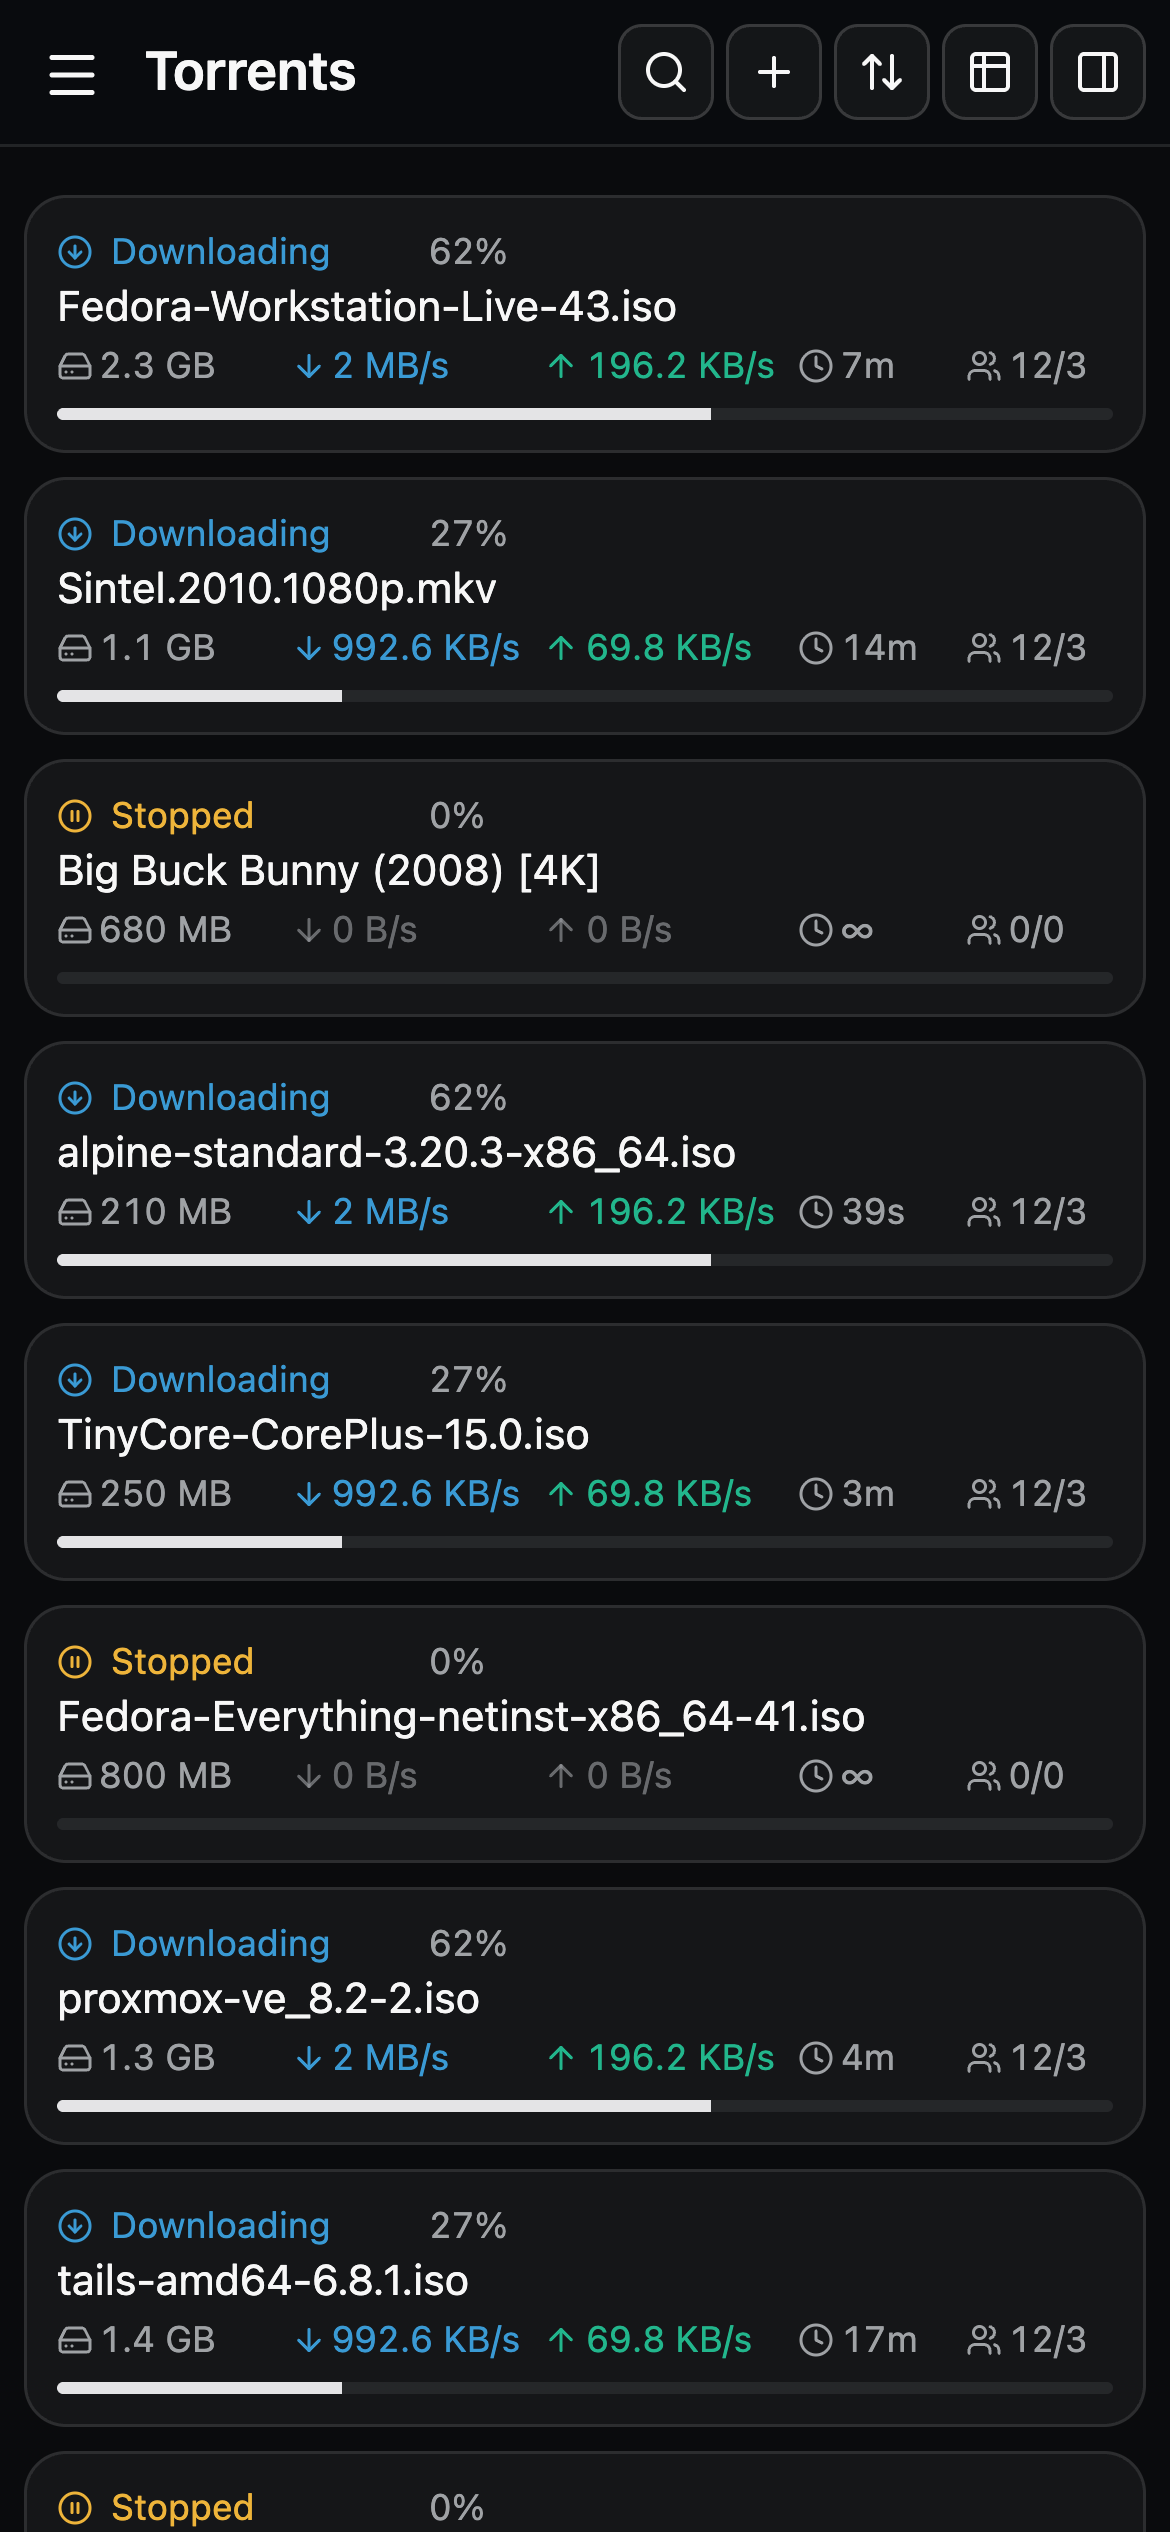 Torrents
Downloading 62%
Fedora-Workstation-Live-43.iso
2.3 GB ↓ 2 MB/s ↑ 196.2 KB/s 7m 12/3
Downloading 27%
Sintel.2010.1080p.mkv
1.1 GB ↓ 992.6 KB/s ↑ 69.8 KB/s 14m 12/3
Stopped 0%
Big Buck Bunny (2008) [4K]
680 MB ↓ 0 B/s ↑ 0 B/s ∞ 0/0
Downloading 62%
alpine-standard-3.20.3-x86_64.iso
210 MB ↓ 2 MB/s ↑ 196.2 KB/s 39s 12/3
Downloading 27%
TinyCore-CorePlus-15.0.iso
250 MB ↓ 992.6 KB/s ↑ 69.8 KB/s 3m 12/3
Stopped 0%
Fedora-Everything-netinst-x86_64-41.iso
800 MB ↓ 0 B/s ↑ 0 B/s ∞ 0/0
Downloading 62%
proxmox-ve_8.2-2.iso
1.3 GB ↓ 2 MB/s ↑ 196.2 KB/s 4m 12/3
Downloading 27%
tails-amd64-6.8.1.iso
1.4 GB ↓ 992.6 KB/s ↑ 69.8 KB/s 17m 12/3
Stopped 0%